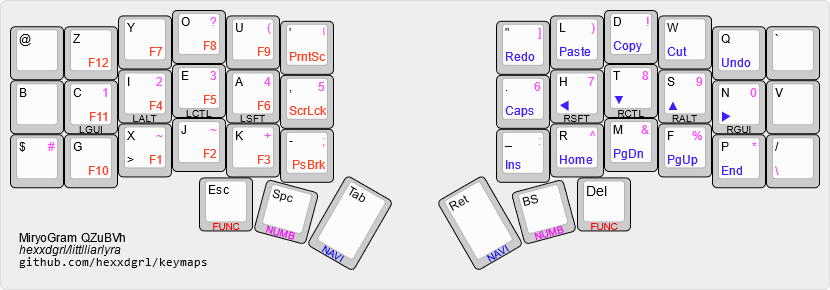 @ Z Y O ? U ( ' | " ] L ) D ! W Q `
F12 F7 F8 F9 PrntSc Redo Paste Copy Cut Undo
B C 1 I 2 E 3 A 4 , 5 . 6 H 7 T 8 S 9 N 0 V
F11 F4 F5 F6 ScrLck Caps ◀ ▼ ▲ ▶
LGUI LALT LCTL LSFT RSFT RCTL RALT RGUI
$ # G X ~ J ~ K + - ; _ : R ^ M & F % P * /
F10 > F1 F2 F3 PsBrk Ins Home PgDn PgUp End \
Esc Spc Tab Ret BS Del
FUNC NUMB NAVI NAVI NUMB FUNC
MiryoGram QZuBVh
hexxdgrl/littlliarlyra
github.com/hexxdgrl/keymaps